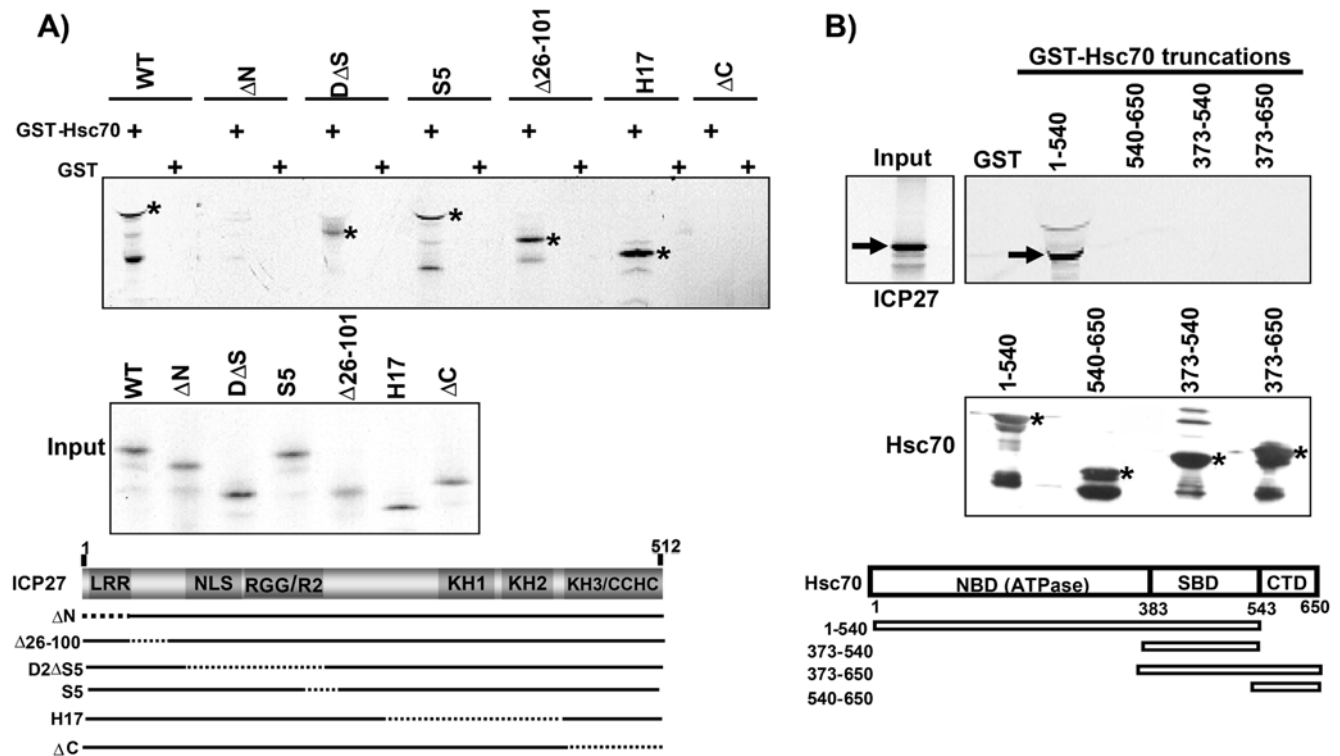 A)
WT ΔN DΔS S5 Δ26-101 H17 ΔC
GST-Hsc70 + + + + + + +
GST + + + + + + +
* * * * *
WT ΔN DΔS S5 Δ26-101 H17 ΔC
Input
1 512
ICP27 LRR NLS RGG/R2 KH1 KH2 KH3/CCHC
ΔN
Δ26-100
D2ΔS5
S5
H17
ΔC
B)
GST-Hsc70 truncations
Input GST 1-540 540-650 373-540 373-650
ICP27
1-540 540-650 373-540 373-650
Hsc70 * * * *
Hsc70 NBD (ATPase) SBD CTD
1 383 543 650
1-540
373-540
373-650
540-650